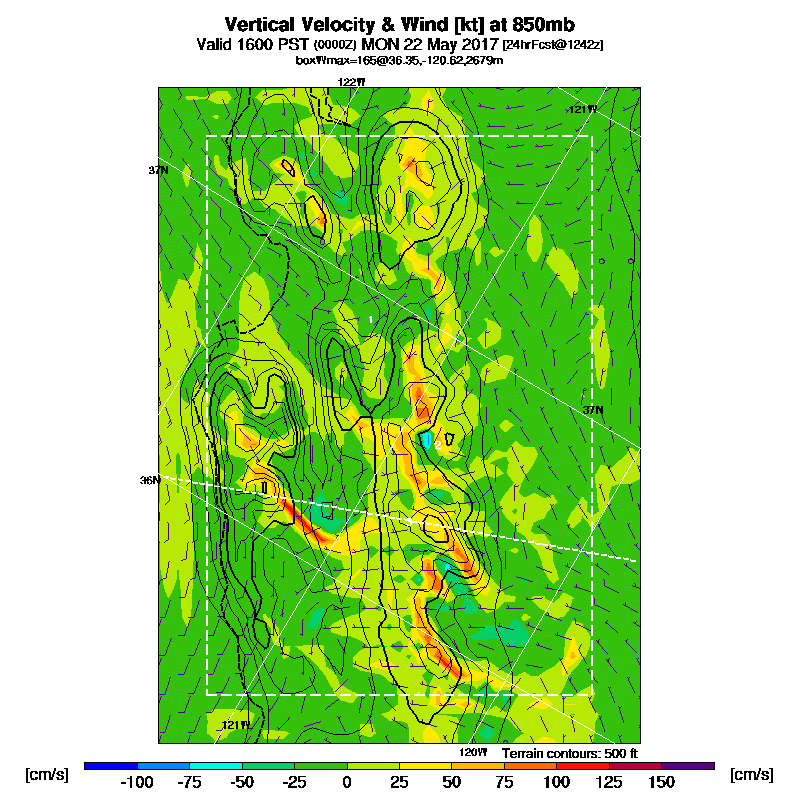 Vertical Velocity & Wind [kt] at 850mb
Valid 1600 PST (0000Z) MON 22 May 2017 [24hrFcst@1242z]
boxWmax=165@36.35,-120.62,2679m
122W
-121W
37N
1
37N
2
36N
121W
120W Terrain contours: 500 ft
[cm/s] -100 -75 -50 -25 0 25 50 75 100 125 150 [cm/s]